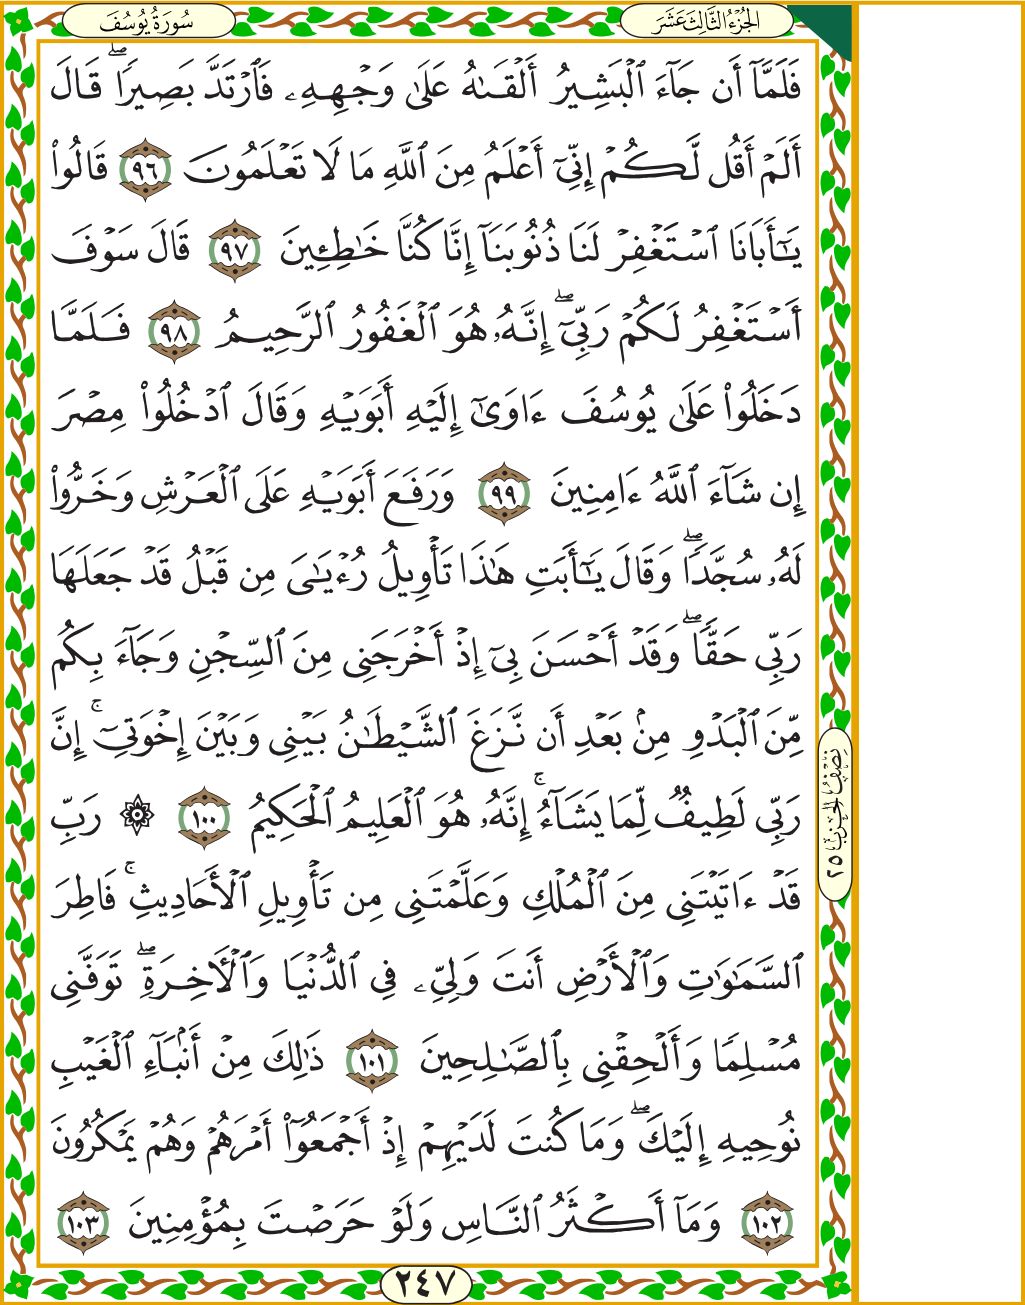 الجُزْءُ الثَّالِثَ عَشَرَ
سُورَةُ يُوسُفَ
فَلَمَّآ أَن جَآءَ ٱلْبَشِيرُ أَلْقَىٰهُ عَلَىٰ وَجْهِهِۦ فَٱرْتَدَّ بَصِيرًاۖ قَالَ
أَلَمْ أَقُل لَّكُمْ إِنِّىٓ أَعْلَمُ مِنَ ٱللَّهِ مَا لَا تَعْلَمُونَ ٩٦ قَالُوا۟
يَـٰٓأَبَانَا ٱسْتَغْفِرْ لَنَا ذُنُوبَنَآ إِنَّا كُنَّا خَـٰطِـِٔينَ ٩٧ قَالَ سَوْفَ
أَسْتَغْفِرُ لَكُمْ رَبِّىٓۖ إِنَّهُۥ هُوَ ٱلْغَفُورُ ٱلرَّحِيمُ ٩٨ فَلَمَّا
دَخَلُوا۟ عَلَىٰ يُوسُفَ ءَاوَىٰٓ إِلَيْهِ أَبَوَيْهِ وَقَالَ ٱدْخُلُوا۟ مِصْرَ
إِن شَآءَ ٱللَّهُ ءَامِنِينَ ٩٩ وَرَفَعَ أَبَوَيْهِ عَلَى ٱلْعَرْشِ وَخَرُّوا۟
لَهُۥ سُجَّدًاۖ وَقَالَ يَـٰٓأَبَتِ هَـٰذَا تَأْوِيلُ رُءْيَـٰىَ مِن قَبْلُ قَدْ جَعَلَهَا
رَبِّى حَقًّاۖ وَقَدْ أَحْسَنَ بِىٓ إِذْ أَخْرَجَنِى مِنَ ٱلسِّجْنِ وَجَآءَ بِكُم
مِّنَ ٱلْبَدْوِ مِنۢ بَعْدِ أَن نَّزَغَ ٱلشَّيْطَـٰنُ بَيْنِى وَبَيْنَ إِخْوَتِىٓۚ إِنَّ
رَبِّى لَطِيفٌ لِّمَا يَشَآءُۚ إِنَّهُۥ هُوَ ٱلْعَلِيمُ ٱلْحَكِيمُ ١٠٠ ۞ رَبِّ
قَدْ ءَاتَيْتَنِى مِنَ ٱلْمُلْكِ وَعَلَّمْتَنِى مِن تَأْوِيلِ ٱلْأَحَادِيثِۚ فَاطِرَ
ٱلسَّمَـٰوَٰتِ وَٱلْأَرْضِ أَنتَ وَلِىِّۦ فِى ٱلدُّنْيَا وَٱلْـَٔاخِرَةِۖ تَوَفَّنِى
مُسْلِمًا وَأَلْحِقْنِى بِٱلصَّـٰلِحِينَ ١٠١ ذَٰلِكَ مِنْ أَنۢبَآءِ ٱلْغَيْبِ
نُوحِيهِ إِلَيْكَۖ وَمَا كُنتَ لَدَيْهِمْ إِذْ أَجْمَعُوٓا۟ أَمْرَهُمْ وَهُمْ يَمْكُرُونَ
١٠٢ وَمَآ أَكْثَرُ ٱلنَّاسِ وَلَوْ حَرَصْتَ بِمُؤْمِنِينَ ١٠٣
نِصْفُ الحِزْبِ ٢٥
٢٤٧